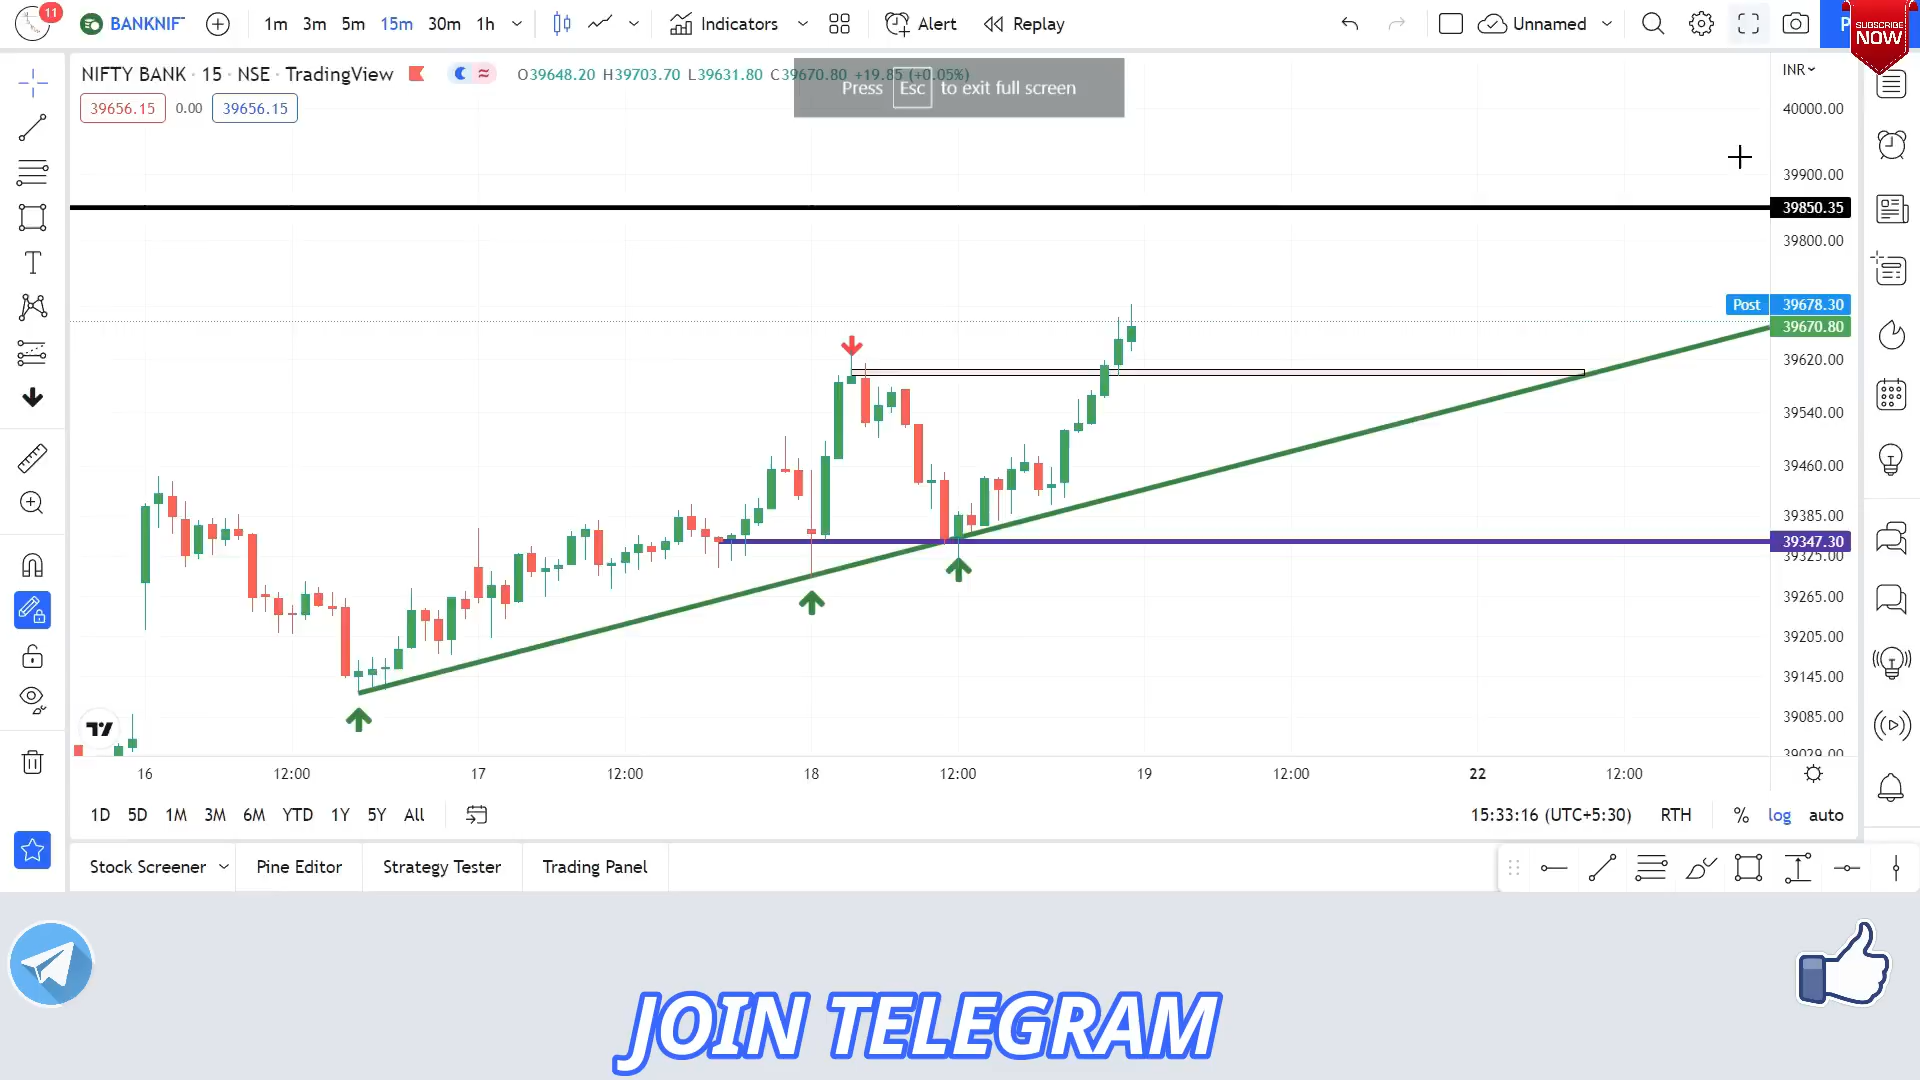 11
BANKNIF
1m 3m 5m 15m 30m 1h
Indicators
Alert
Replay
Unnamed
SUBSCRIBE
NOW
NIFTY BANK · 15 · NSE · TradingView
O39648.20 H39703.70 L39631.80 C39670.80 +19.85 (+0.05%)
Press Esc to exit full screen
INR
39656.15 0.00 39656.15
40000.00
39900.00
39850.35
39800.00
Post 39678.30
39670.80
39620.00
39540.00
39460.00
39385.00
39347.30
39325.00
39265.00
39205.00
39145.00
39085.00
39029.00
16 12:00 17 12:00 18 12:00 19 12:00 22 12:00
1D 5D 1M 3M 6M YTD 1Y 5Y All
15:33:16 (UTC+5:30) RTH % log auto
Stock Screener Pine Editor Strategy Tester Trading Panel
JOIN TELEGRAM